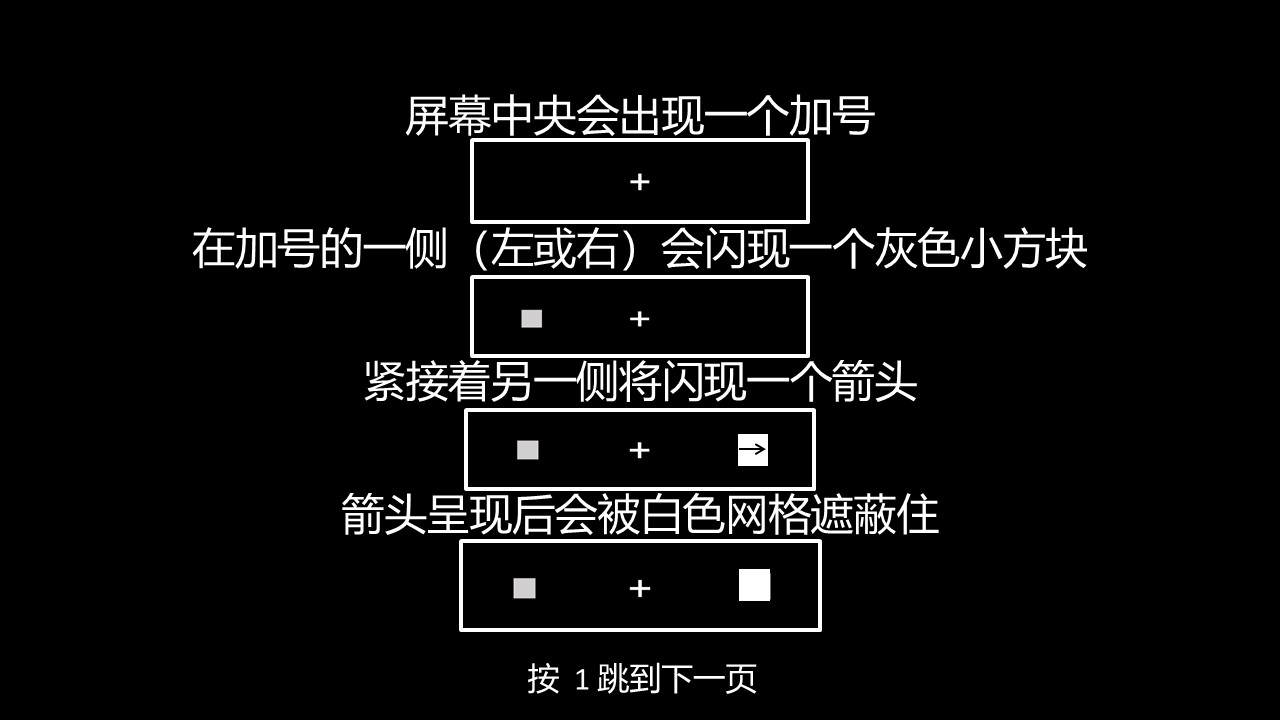 屏幕中央会出现一个加号
在加号的一侧（左或右）会闪现一个灰色小方块
紧接着另一侧将闪现一个箭头
箭头呈现后会被白色网格遮蔽住
按 1 跳到下一页